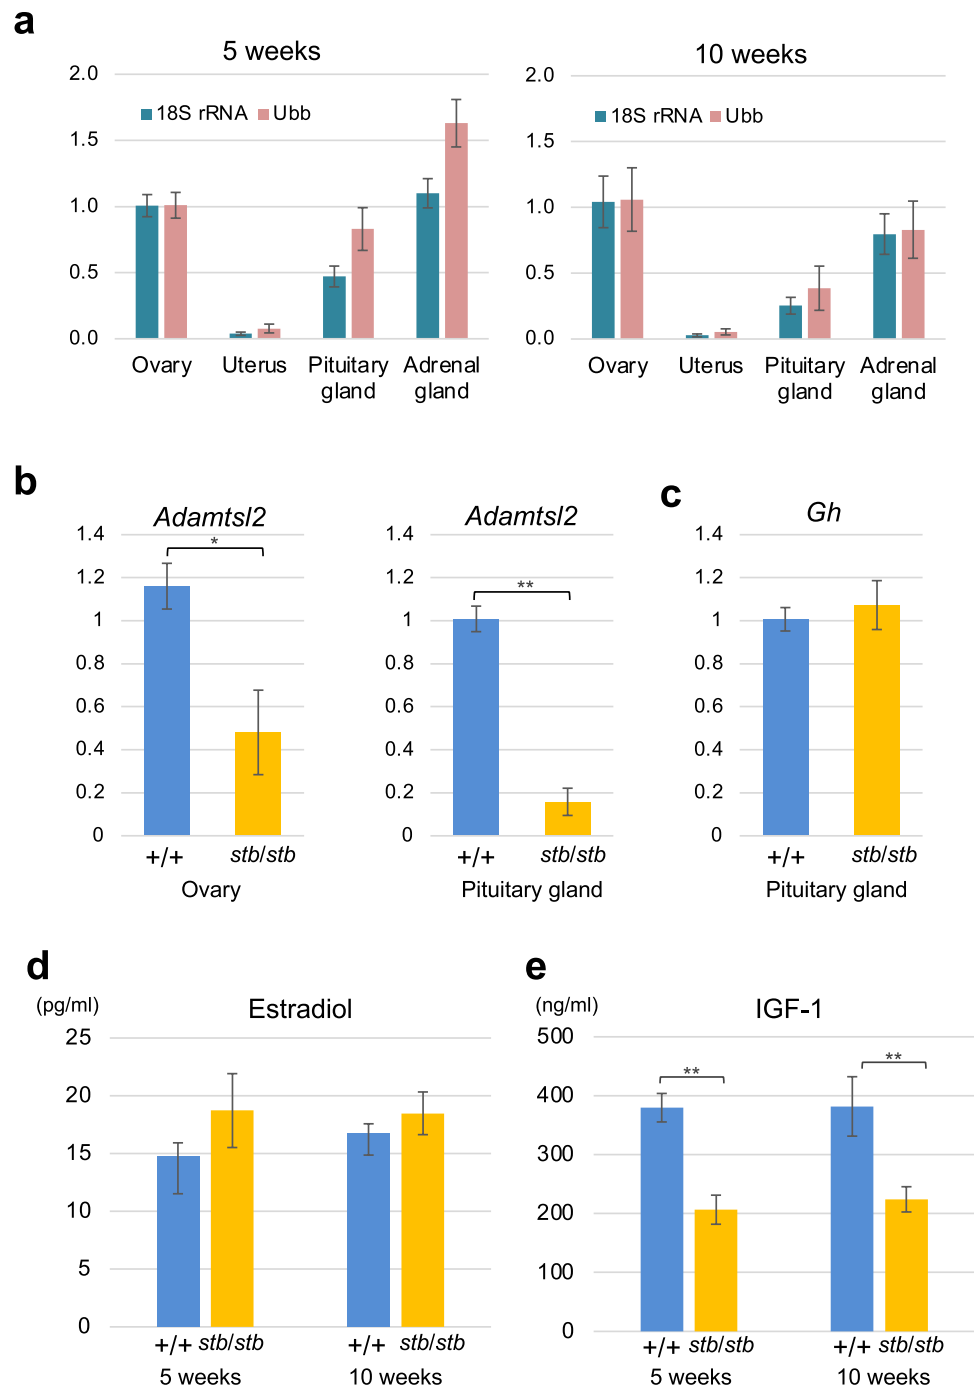 a
5 weeks
2.0
1.5
1.0
0.5
0.0
18S rRNA Ubb
Ovary Uterus Pituitary gland Adrenal gland
10 weeks
2.0
1.5
1.0
0.5
0.0
18S rRNA Ubb
Ovary Uterus Pituitary gland Adrenal gland
b
Adamtsl2
1.4
1.2
1
0.8
0.6
0.4
0.2
0
*
+/+ stb/stb
Ovary
Adamtsl2
1.4
1.2
1
0.8
0.6
0.4
0.2
0
**
+/+ stb/stb
Pituitary gland
c
Gh
1.4
1.2
1
0.8
0.6
0.4
0.2
0
+/+ stb/stb
Pituitary gland
d
(pg/ml)
Estradiol
25
20
15
10
5
0
+/+ stb/stb +/+ stb/stb
5 weeks 10 weeks
e
(ng/ml)
IGF-1
500
400
300
200
100
0
** **
+/+ stb/stb +/+ stb/stb
5 weeks 10 weeks